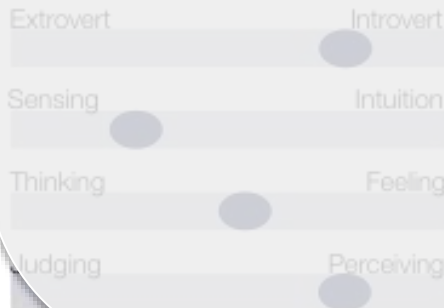 Extrovert Introvert
Sensing Intuition
Thinking Feeling
Judging Perceiving